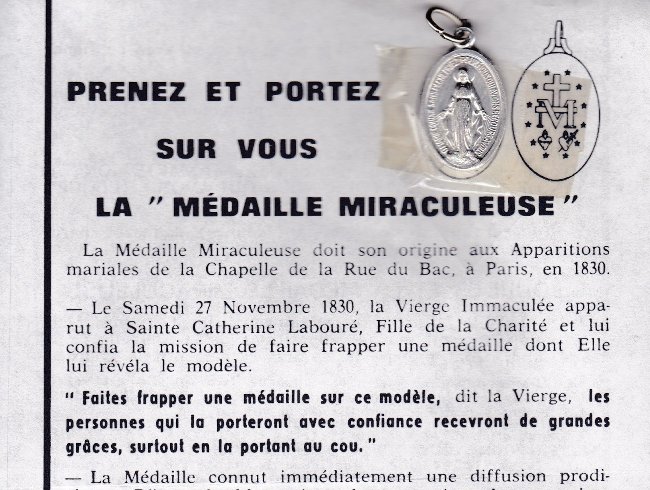 PRENEZ ET PORTEZ
SUR VOUS
LA " MÉDAILLE MIRACULEUSE "
La Médaille Miraculeuse doit son origine aux Apparitions
mariales de la Chapelle de la Rue du Bac, à Paris, en 1830.
— Le Samedi 27 Novembre 1830, la Vierge Immaculée appa-
rut à Sainte Catherine Labouré, Fille de la Charité et lui
confia la mission de faire frapper une médaille dont Elle
lui révéla le modèle.
" Faites frapper une médaille sur ce modèle, dit la Vierge, les
personnes qui la porteront avec confiance recevront de grandes
grâces, surtout en la portant au cou. "
— La Médaille connut immédiatement une diffusion prodi-